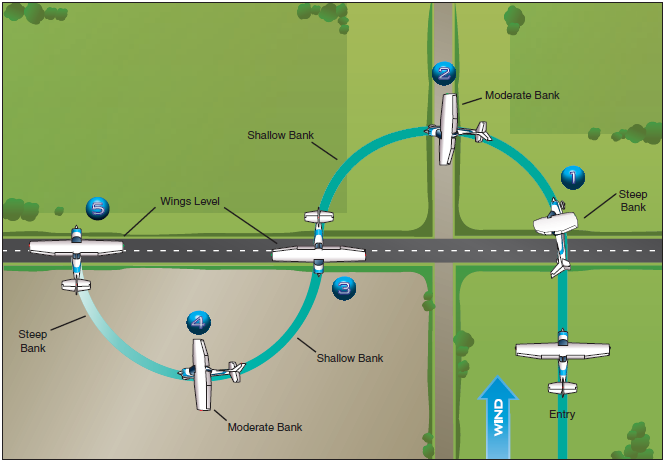 2
Moderate Bank
Shallow Bank
1
Steep
Bank
5
Wings Level
3
4
Steep
Bank
Shallow Bank
Moderate Bank
WIND
Entry